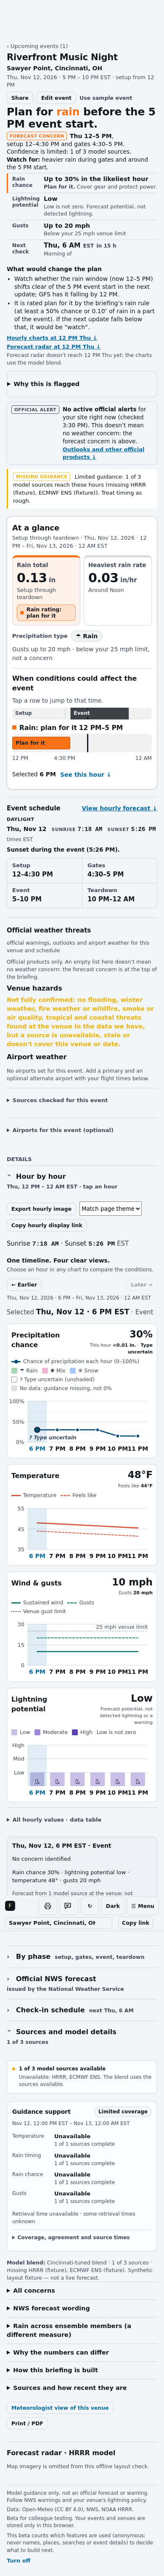 ‹ Upcoming events (1)
Riverfront Music Night
Sawyer Point, Cincinnati, OH
Thu, Nov 12, 2026 · 5 PM – 10 PM EST · setup from 12 PM
Share
Edit event
Use sample event
Plan for rain before the 5 PM event start.
FORECAST CONCERN
Thu 12–5 PM,
setup 12–4:30 PM and gates 4:30–5 PM.
Confidence is limited: 1 of 3 model sources.
Watch for: heavier rain during gates and around the 5 PM start.
Rain chance
Up to 30% in the likeliest hour
Plan for it. Cover gear and protect power.
Lightning potential
Low
Low is not zero. Forecast potential, not detected lightning.
Gusts
Up to 20 mph
Below your 25 mph venue limit
Next check
Thu, 6 AM EST in 15 h
Morning of
What would change the plan
• Watch whether the rain window (now 12–5 PM) shifts over the 5 PM event start in the next update, GFS has it falling by 12 PM.
• It is rated plan for it by the briefing's rain rule (at least a 50% chance or 0.10″ of rain in a part of the event). If the next update falls below that, it would be “watch”.
Hourly charts at 12 PM Thu ↓
Forecast radar at 12 PM Thu ↓
Forecast radar doesn't reach 12 PM Thu yet; the charts use the model blend.
▶ Why this is flagged
OFFICIAL ALERT
No active official alerts for your site right now (checked 3:30 PM). This doesn't mean no weather concern: the forecast concern is above.
Outlooks and other official products ↓
MISSING GUIDANCE
Limited guidance: 1 of 3 model sources reach these hours (missing HRRR (fixture), ECMWF ENS (fixture)). Treat timing as rough.
At a glance
Setup through teardown · Thu, Nov 12, 2026 · 12 PM – Fri, Nov 13, 2026 · 12 AM EST
Rain total
0.13 in
Setup through teardown
Rain rating: plan for it
Heaviest rain rate
0.03 in/hr
Around Noon
Precipitation type
Rain
Gusts up to 20 mph · below your 25 mph limit, not a concern
When conditions could affect the event
Tap a row to jump to that time.
Setup
Event
Rain: plan for it 12 PM–5 PM
Plan for it
12 PM
4:30 PM
12 AM
Selected 6 PM
See this hour ↓
Event schedule
View hourly forecast ↓
DAYLIGHT
Thu, Nov 12 SUNRISE 7:18 AM SUNSET 5:26 PM
times EST
Sunset during the event (5:26 PM).
Setup
12–4:30 PM
Gates
4:30–5 PM
Event
5–10 PM
Teardown
10 PM–12 AM
Official weather threats
official warnings, outlooks and airport weather for this venue and schedule
Official products only. An empty list here doesn't mean no weather concern: the forecast concern is at the top of the briefing.
Venue hazards
Not fully confirmed: no flooding, winter weather, fire weather or wildfire, smoke or air quality, tropical and coastal threats found at the venue in the data we have, but a source is unavailable, stale or doesn't cover this venue or date.
Airport weather
No airports set for this event. Add a primary and an optional alternate airport with your flight times below.
▸ Sources checked for this event
▸ Airports for this event (optional)
DETAILS
Hour by hour
Thu, 12 PM – 12 AM EST · tap an hour
Export hourly image
Match page theme
Copy hourly display link
Sunrise 7:18 AM · Sunset 5:26 PM EST
One timeline. Four clear views.
Choose an hour in any chart to compare the conditions.
← Earlier
Later →
Thu, Nov 12, 2026 · 6 PM – Fri, Nov 13, 2026 · 12 AM EST
Selected Thu, Nov 12 · 6 PM EST · Event
Precipitation chance
30%
This hour <0.01 in. · Type uncertain
Chance of precipitation each hour (0–100%)
Rain
Mix
Snow
? Type uncertain (unshaded)
No data: guidance missing, not 0%
100%
50%
0%
? Type uncertain
6 PM 7 PM 8 PM 9 PM 10 PM 11 PM
Temperature
48°F
Feels like 44°F
Temperature
Feels like
55
45
35
6 PM 7 PM 8 PM 9 PM 10 PM 11 PM
Wind & gusts
10 mph
Gusts 20 mph
Sustained wind
Gusts
Venue gust limit
30
25 mph venue limit
15
0
6 PM 7 PM 8 PM 9 PM 10 PM 11 PM
Lightning potential
Low
Forecast potential, not detected lightning or a warning
Low
Moderate
High
Low is not zero
High
Mod
Low
6 PM 7 PM 8 PM 9 PM 10 PM 11 PM
▸ All hourly values · data table
Thu, Nov 12, 6 PM EST · Event
No concern identified
Rain chance 30% · lightning potential low · temperature 48° · gusts 20 mph
Forecast from 1 model source at the venue; not
F
↻
Dark
☰ Menu
Sawyer Point, Cincinnati, OH
Copy link
By phase setup, gates, event, teardown
Official NWS forecast
issued by the National Weather Service
Check-in schedule next Thu, 6 AM
Sources and model details
1 of 3 sources
1 of 3 model sources available
Unavailable: HRRR, ECMWF ENS. The blend uses the sources available.
Guidance support
Limited coverage
Nov 12, 12:00 PM EST – Nov 13, 12:00 AM EST
Temperature
Unavailable
1 of 1 sources complete
Rain timing
Unavailable
1 of 1 sources complete
Rain chance
Unavailable
1 of 1 sources complete
Gusts
Unavailable
1 of 1 sources complete
Retrieval time unavailable · some retrieval times unknown
▸ Coverage, agreement and source times
Model blend: Cincinnati-tuned blend · 1 of 3 sources · missing HRRR (fixture), ECMWF ENS (fixture). Synthetic layout fixture — not a live forecast.
▶ All concerns
▶ NWS forecast wording
▶ Rain across ensemble members (a different measure)
▶ Why the numbers can differ
▶ How this briefing is built
▶ Sources and how recent they are
Meteorologist view of this venue
Print / PDF
Forecast radar · HRRR model
Map imagery is omitted from this offline layout check.
Model guidance only, not an official forecast or warning. Follow NWS warnings and your venue's lightning policy.
Data: Open-Meteo (CC BY 4.0), NWS, NOAA HRRR.
Beta for colleague testing. Your events and venues are stored only in this browser.
This beta counts which features are used (anonymous; never names, places, searches or event details) to decide what to build next.
Turn off